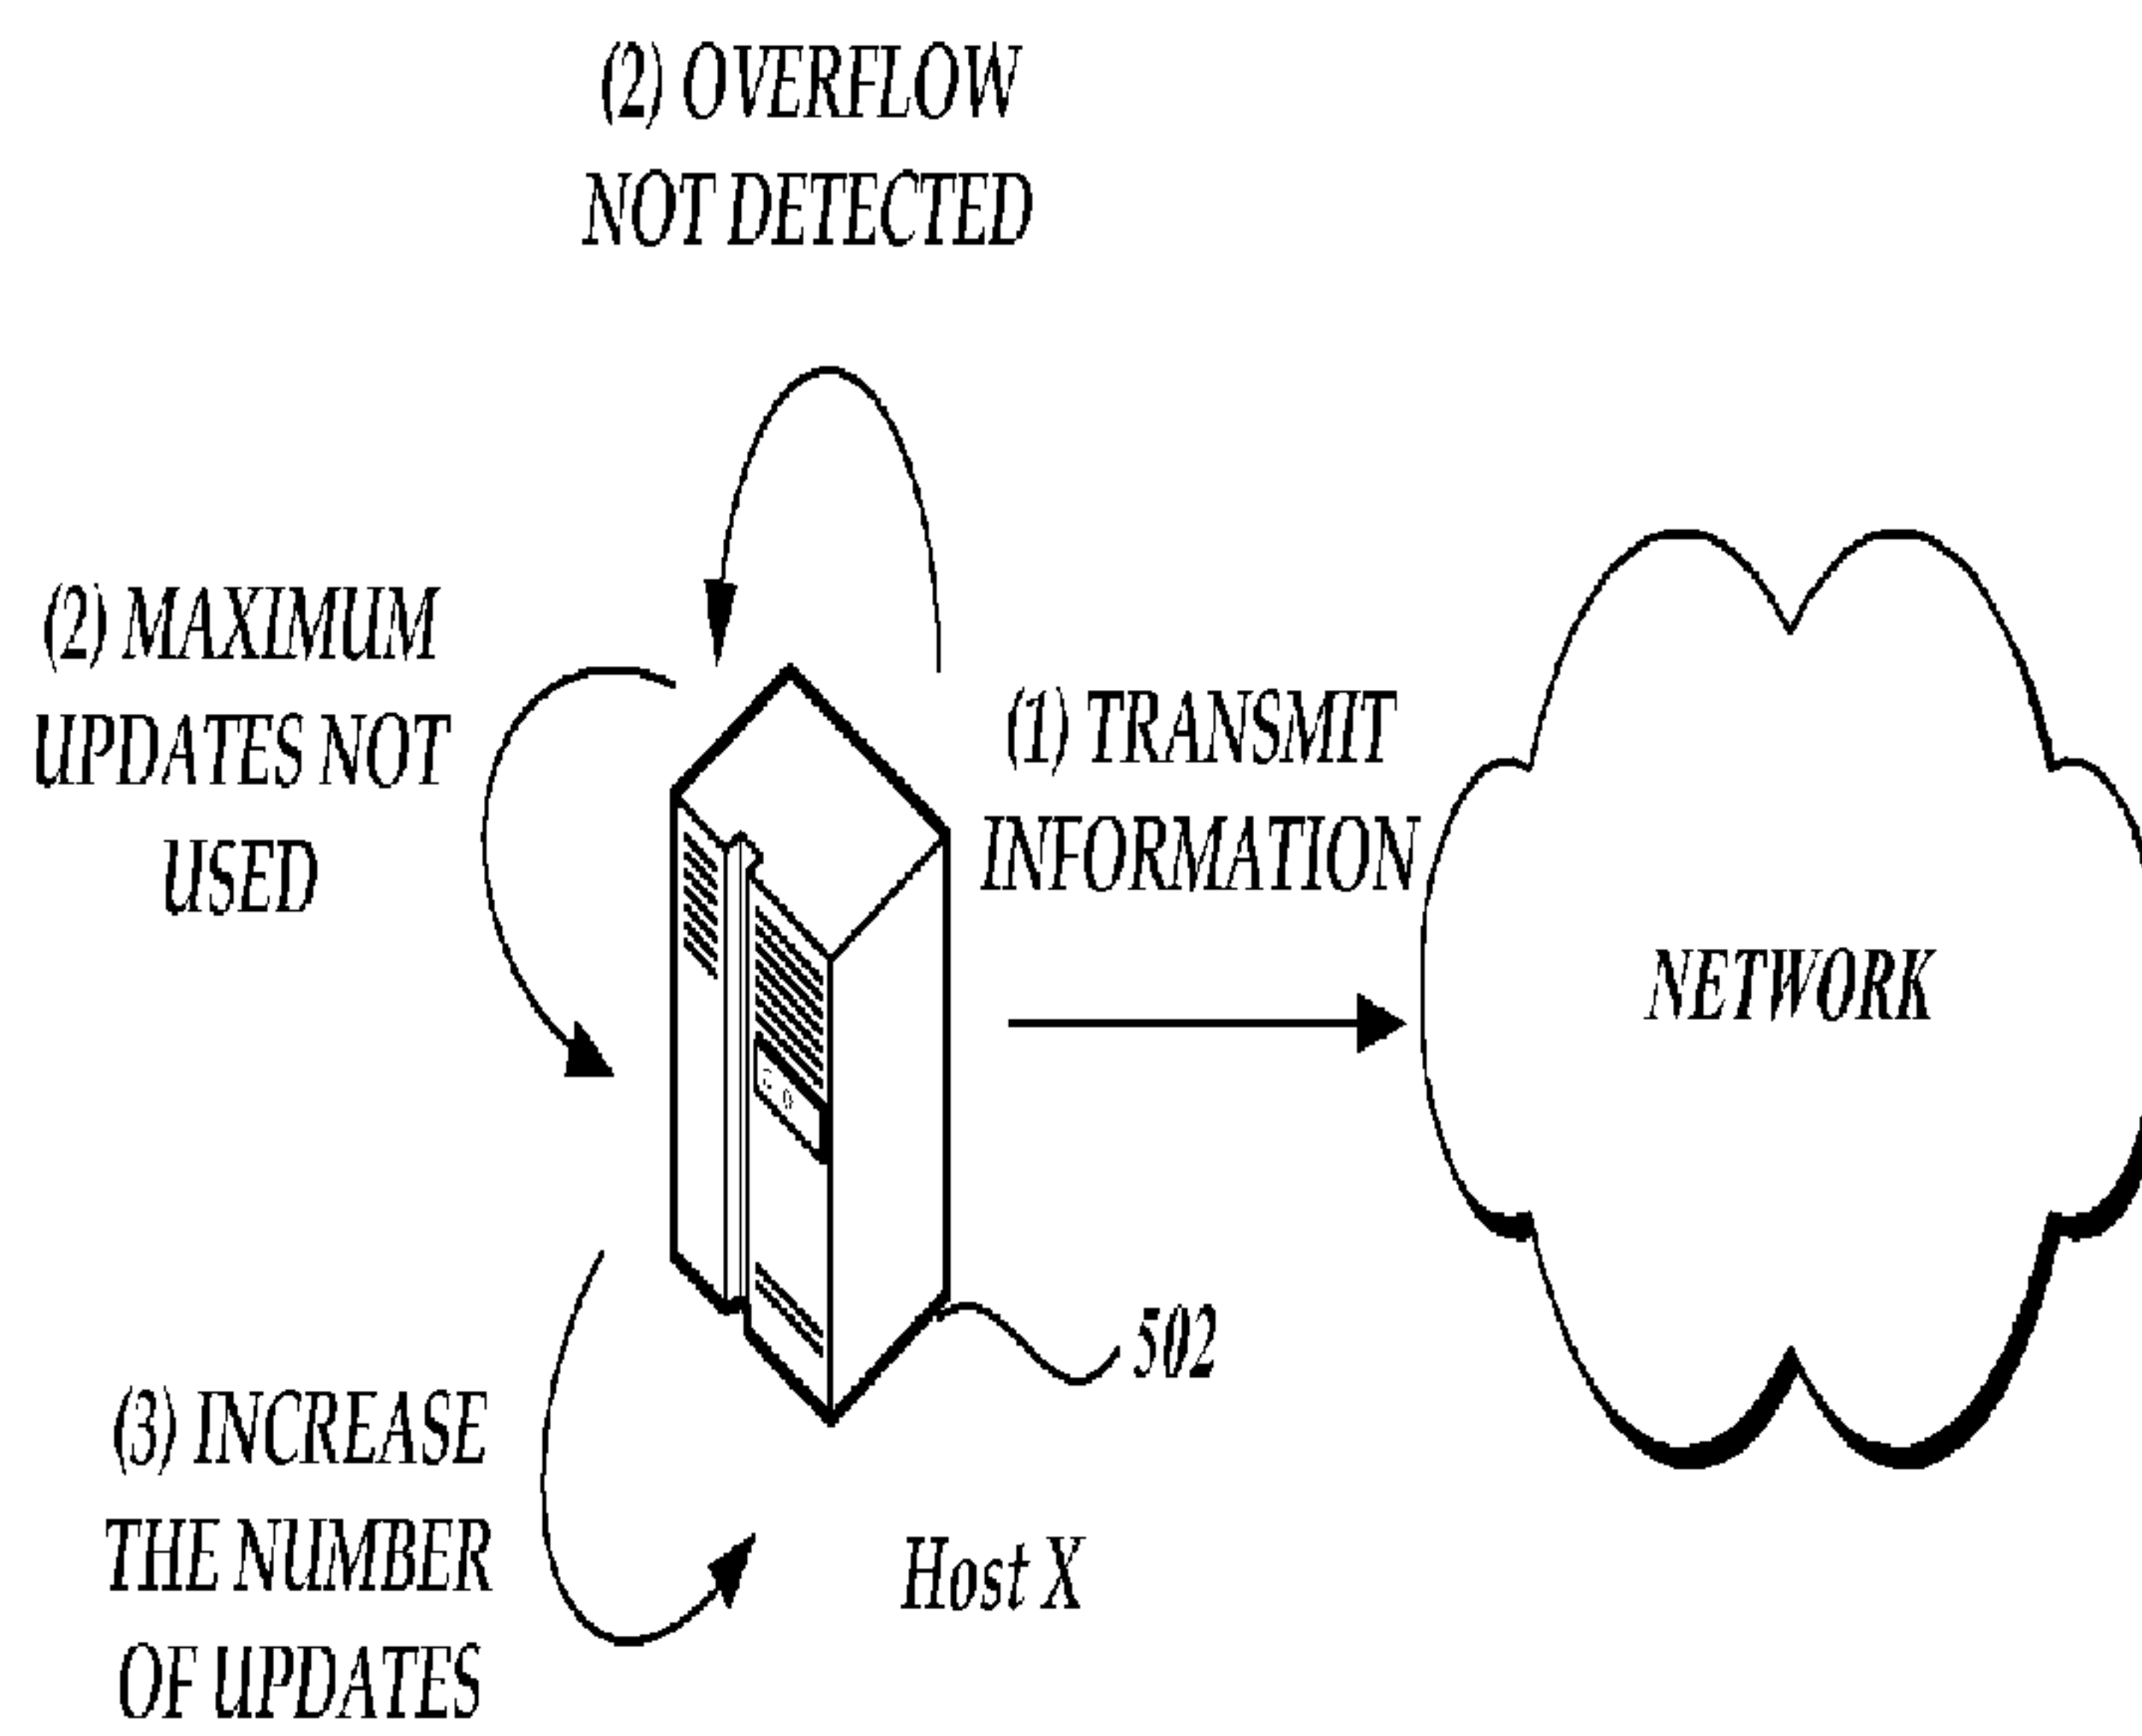 (2) OVERFLOW
NOT DETECTED
(2) MAXIMUM
UPDATES NOT
USED
(1) TRANSMIT
INFORMATION
NETWORK
502
(3) INCREASE
THE NUMBER
OF UPDATES
Host X